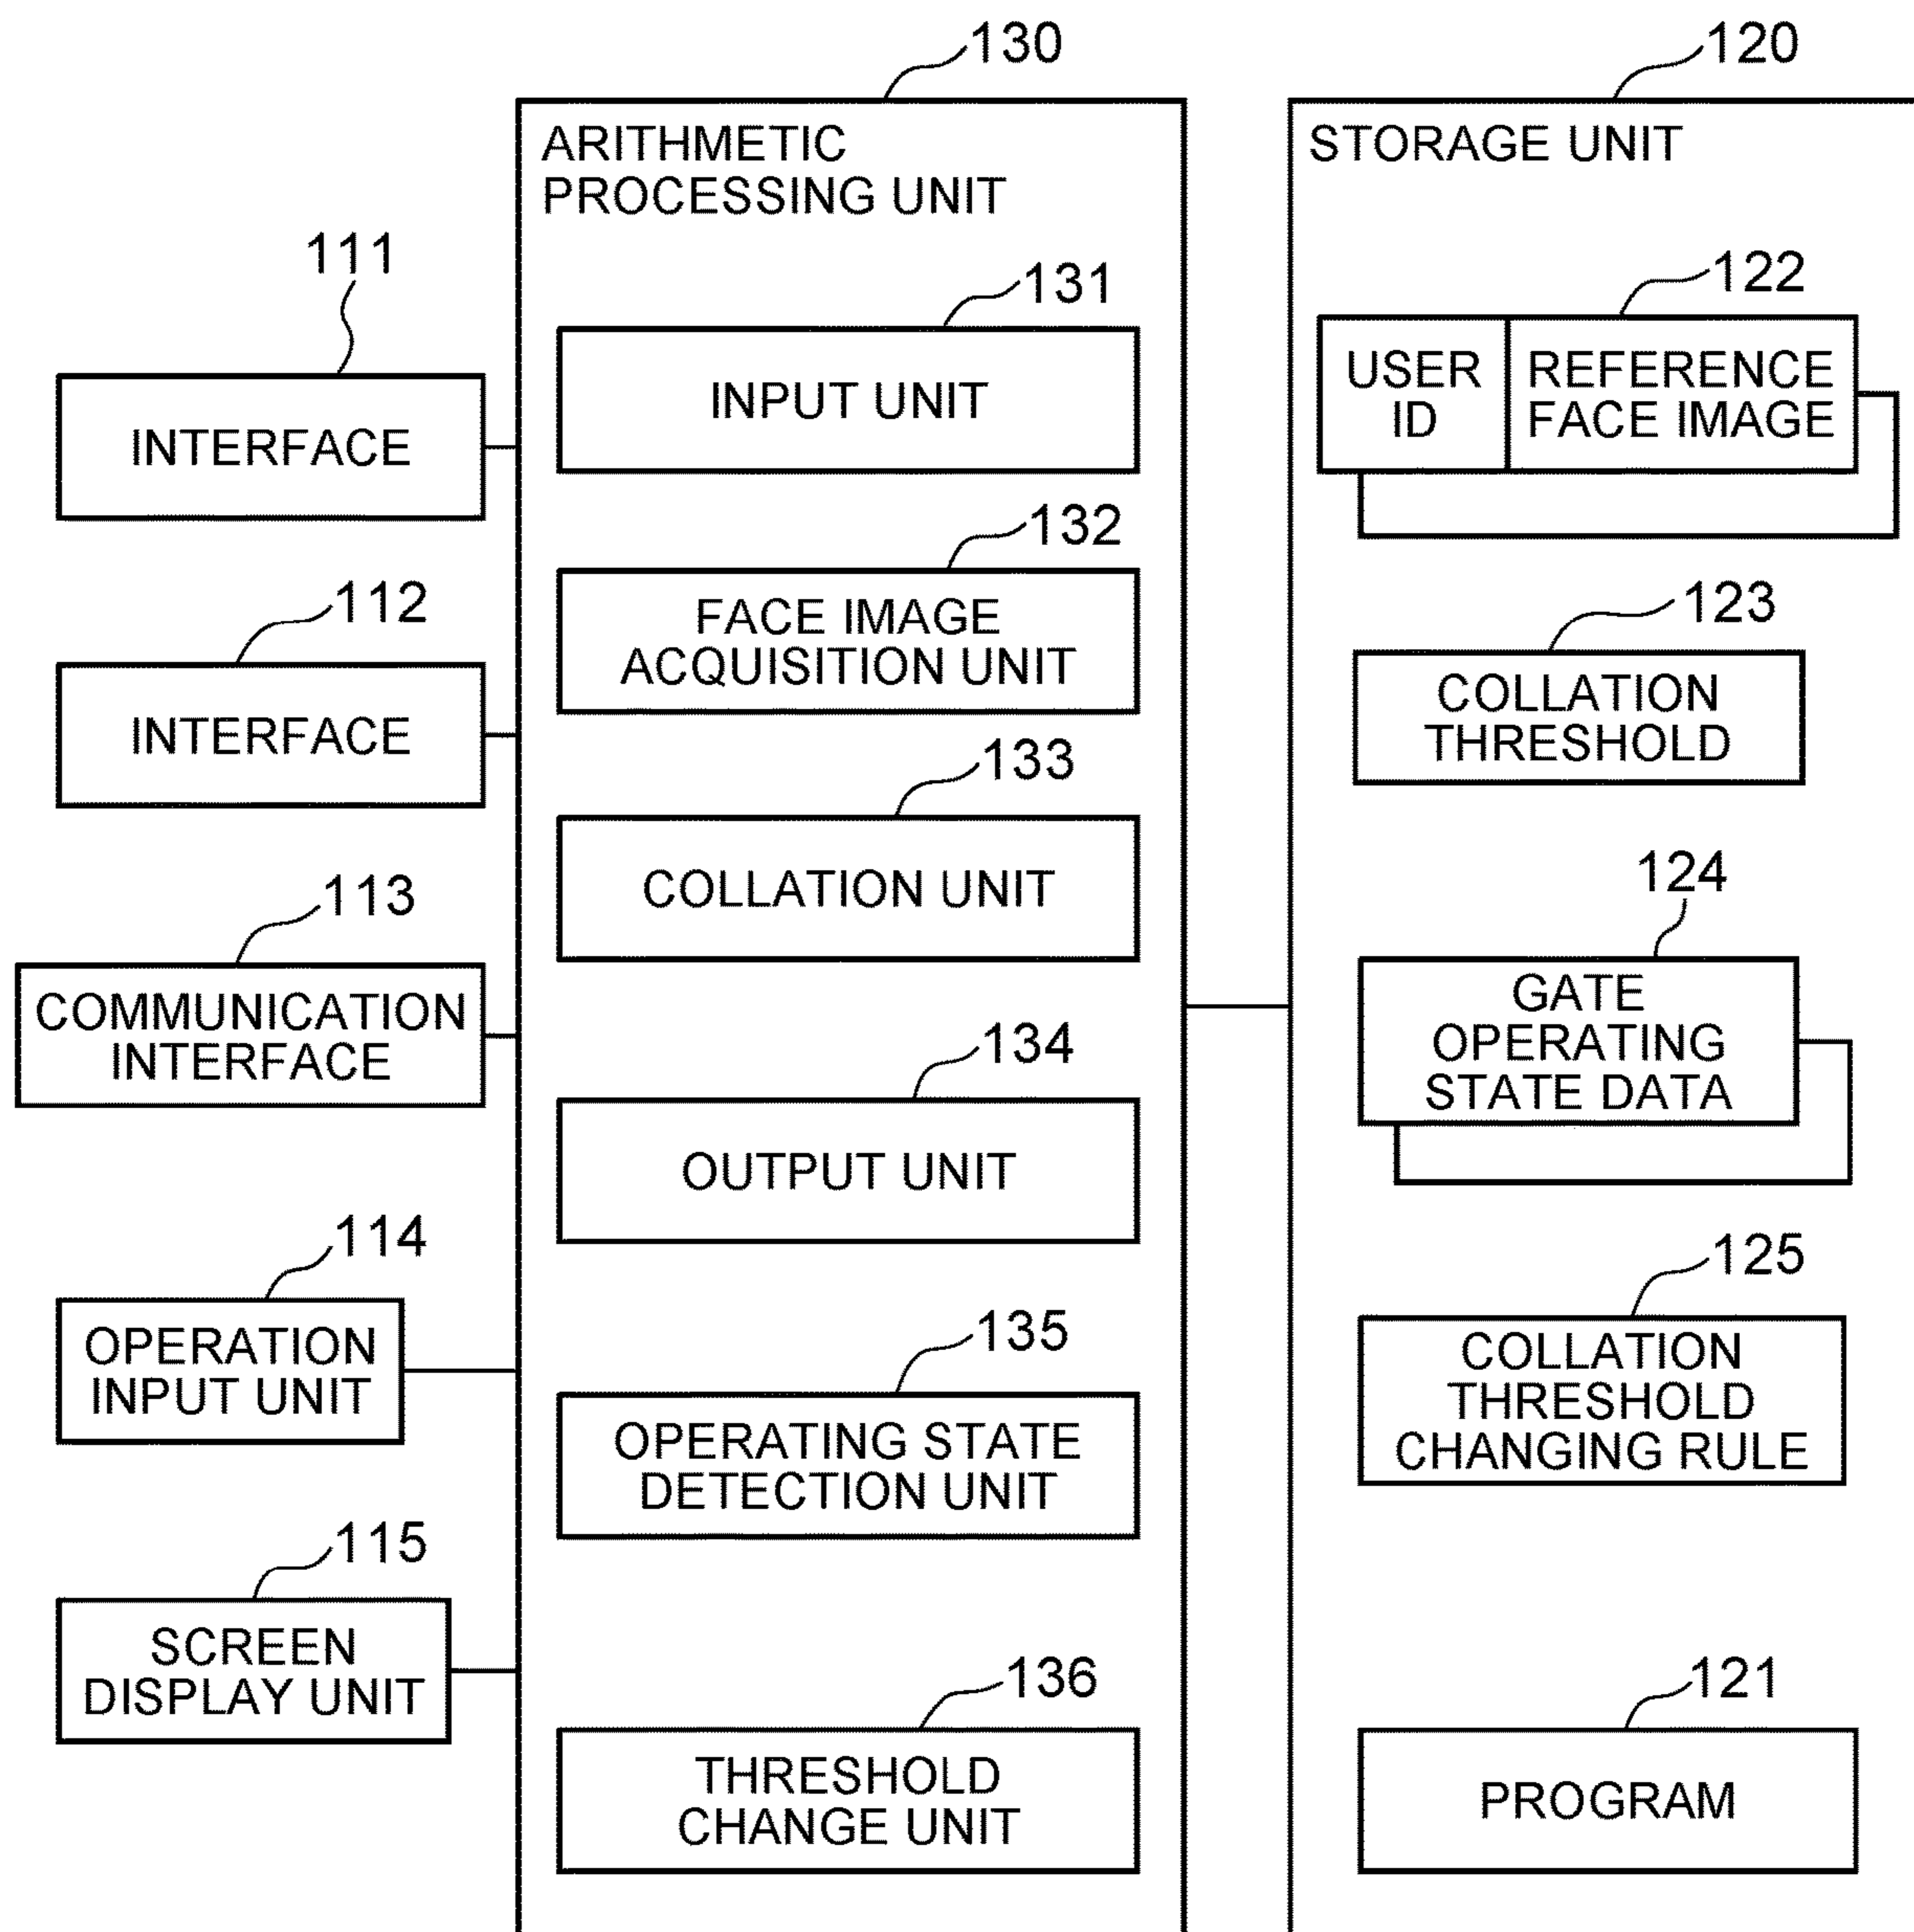 130
120
ARITHMETIC
PROCESSING UNIT
STORAGE UNIT
111
INTERFACE
112
INTERFACE
113
COMMUNICATION
INTERFACE
114
OPERATION
INPUT UNIT
115
SCREEN
DISPLAY UNIT
131
INPUT UNIT
132
FACE IMAGE
ACQUISITION UNIT
133
COLLATION UNIT
134
OUTPUT UNIT
135
OPERATING STATE
DETECTION UNIT
136
THRESHOLD
CHANGE UNIT
122
USER
ID
REFERENCE
FACE IMAGE
123
COLLATION
THRESHOLD
124
GATE
OPERATING
STATE DATA
125
COLLATION
THRESHOLD
CHANGING RULE
121
PROGRAM